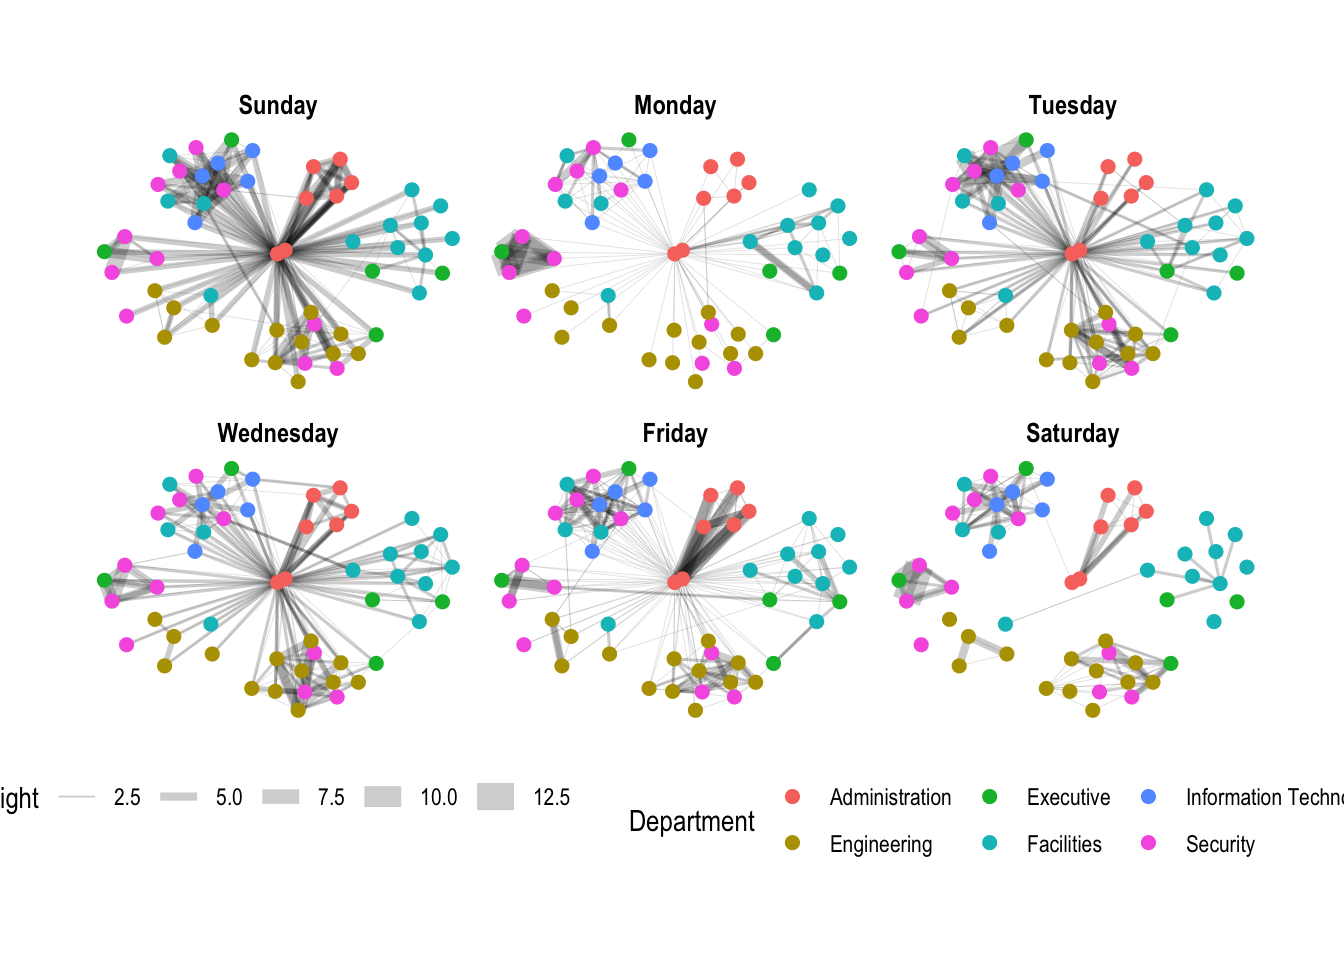 Sunday
Monday
Tuesday
Wednesday
Friday
Saturday
ight 2.5 5.0 7.5 10.0 12.5
Department
Administration Executive Information Techn
Engineering Facilities Security